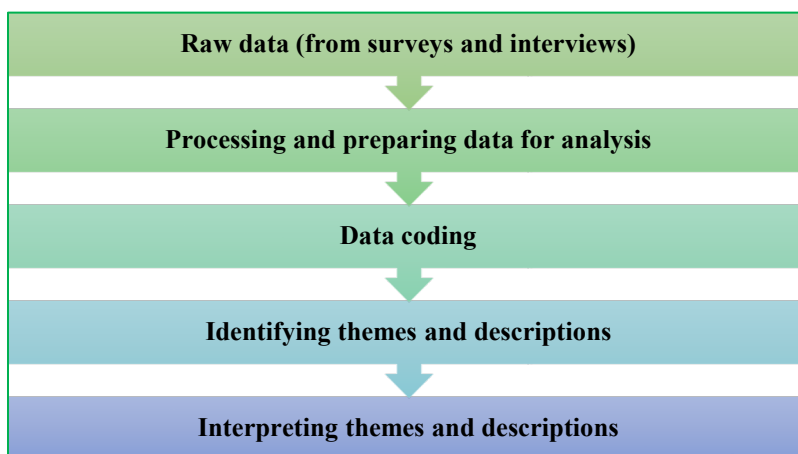 Raw data (from surveys and interviews)
Processing and preparing data for analysis
Data coding
Identifying themes and descriptions
Interpreting themes and descriptions